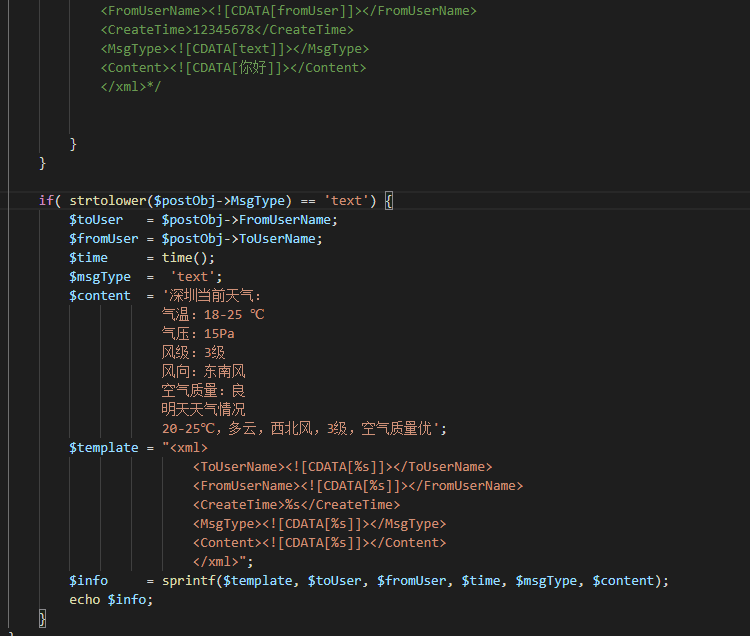 <FromUserName><![CDATA[fromUser]]></FromUserName>
<CreateTime>12345678</CreateTime>
<MsgType><![CDATA[text]]></MsgType>
<Content><![CDATA[你好]]></Content>
</xml>*/
}
}
if( strtolower($postObj->MsgType) == 'text') {
$toUser   = $postObj->FromUserName;
$fromUser = $postObj->ToUserName;
$time     = time();
$msgType  =  'text';
$content  = '深圳当前天气：
气温：18-25 ℃
气压：15Pa
风级：3级
风向：东南风
空气质量：良
明天天气情况
20-25℃，多云，西北风，3级，空气质量优';
$template = "<xml>
<ToUserName><![CDATA[%s]]></ToUserName>
<FromUserName><![CDATA[%s]]></FromUserName>
<CreateTime>%s</CreateTime>
<MsgType><![CDATA[%s]]></MsgType>
<Content><![CDATA[%s]]></Content>
</xml>";
$info     = sprintf($template, $toUser, $fromUser, $time, $msgType, $content);
echo $info;
}